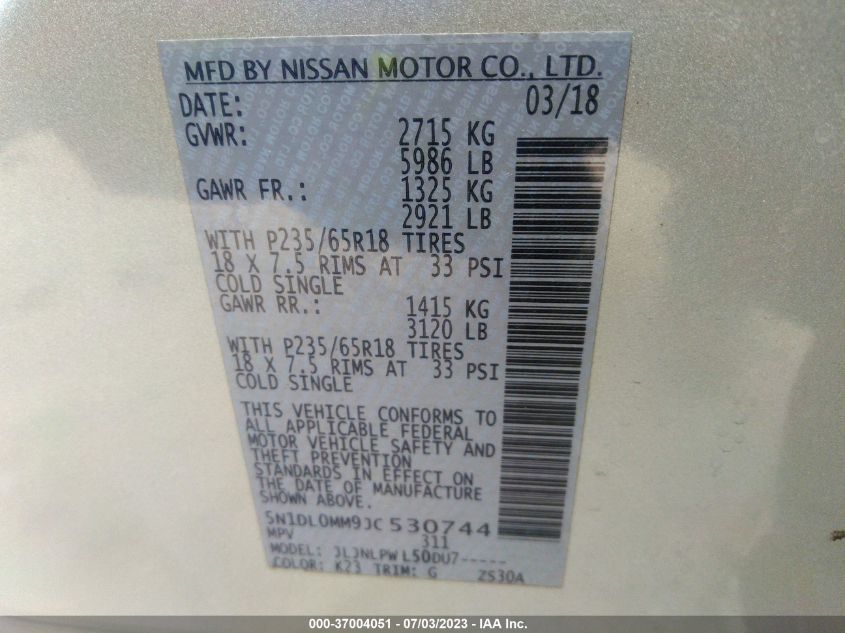 MFD BY NISSAN MOTOR CO., LTD.
DATE: 03/18
GVWR: 2715 KG
5986 LB
GAWR FR.: 1325 KG
2921 LB
WITH P235/65R18 TIRES
18 X 7.5 RIMS AT 33 PSI
COLD SINGLE
GAWR RR.: 1415 KG
3120 LB
WITH P235/65R18 TIRES
18 X 7.5 RIMS AT 33 PSI
COLD SINGLE
THIS VEHICLE CONFORMS TO
ALL APPLICABLE FEDERAL
MOTOR VEHICLE SAFETY AND
THEFT PREVENTION
STANDARDS IN EFFECT ON
THE DATE OF MANUFACTURE
SHOWN ABOVE.
5N1DL0MM9JC530744
MPV 311
MODEL: JLJNLPWL50DU7-----
COLOR: K23 TRIM: G ZS30A
000-37004051 - 07/03/2023 - IAA Inc.